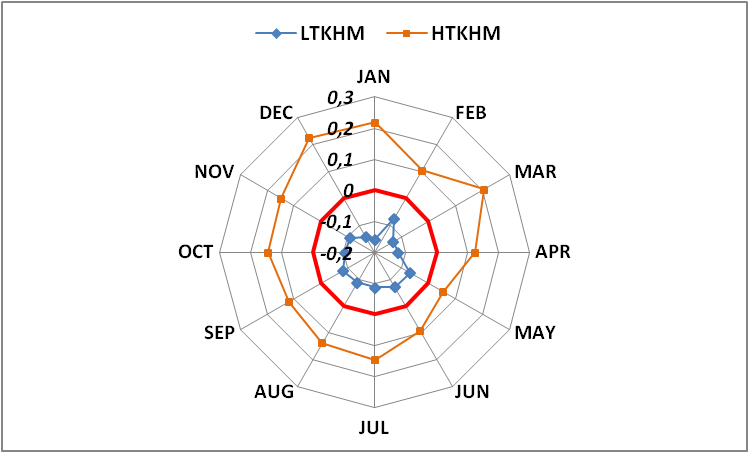 LTKHM HTKHM
JAN
0,3
DEC FEB
0,2
0,1
NOV MAR
0
-0,1
OCT -0,2 APR
SEP MAY
AUG JUN
JUL